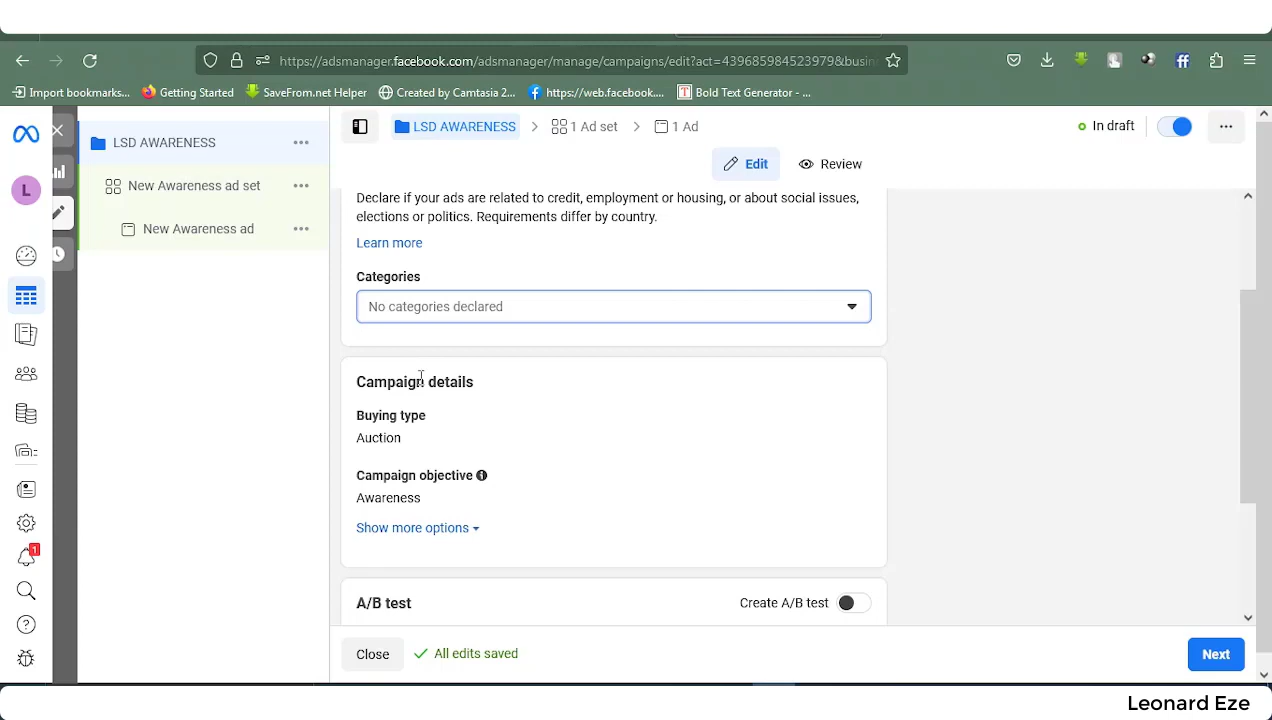 https://adsmanager.facebook.com/adsmanager/manage/campaigns/edit?act=439685984523979&busin
Import bookmarks...
Getting Started
SaveFrom.net Helper
Created by Camtasia 2...
https://web.facebook....
Bold Text Generator - ...
L
LSD AWARENESS
New Awareness ad set
New Awareness ad
LSD AWARENESS
1 Ad set
1 Ad
In draft
Edit
Review
Declare if your ads are related to credit, employment or housing, or about social issues,
elections or politics. Requirements differ by country.
Learn more
Categories
No categories declared
Campaign details
Buying type
Auction
Campaign objective
Awareness
Show more options
A/B test
Create A/B test
1
Close
All edits saved
Next
Leonard Eze